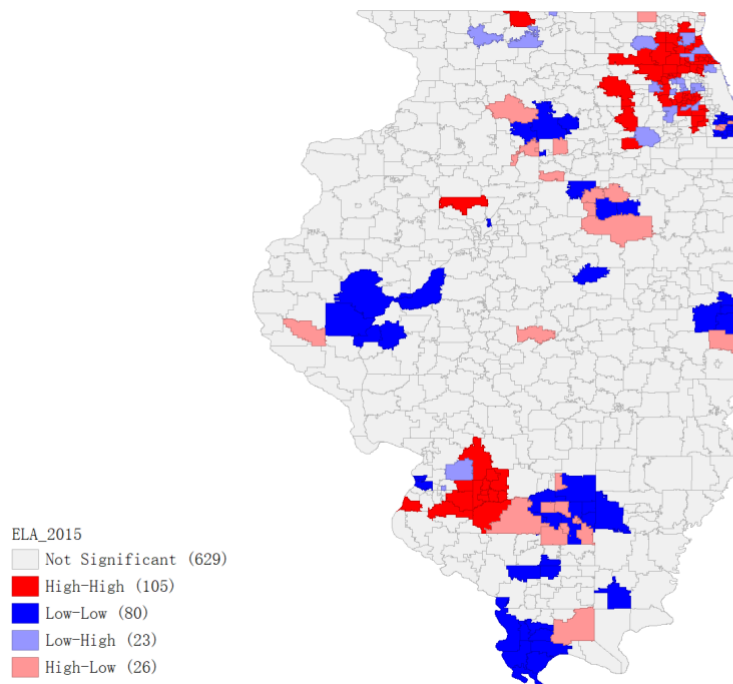 ELA_2015
Not Significant (629)
High-High (105)
Low-Low (80)
Low-High (23)
High-Low (26)